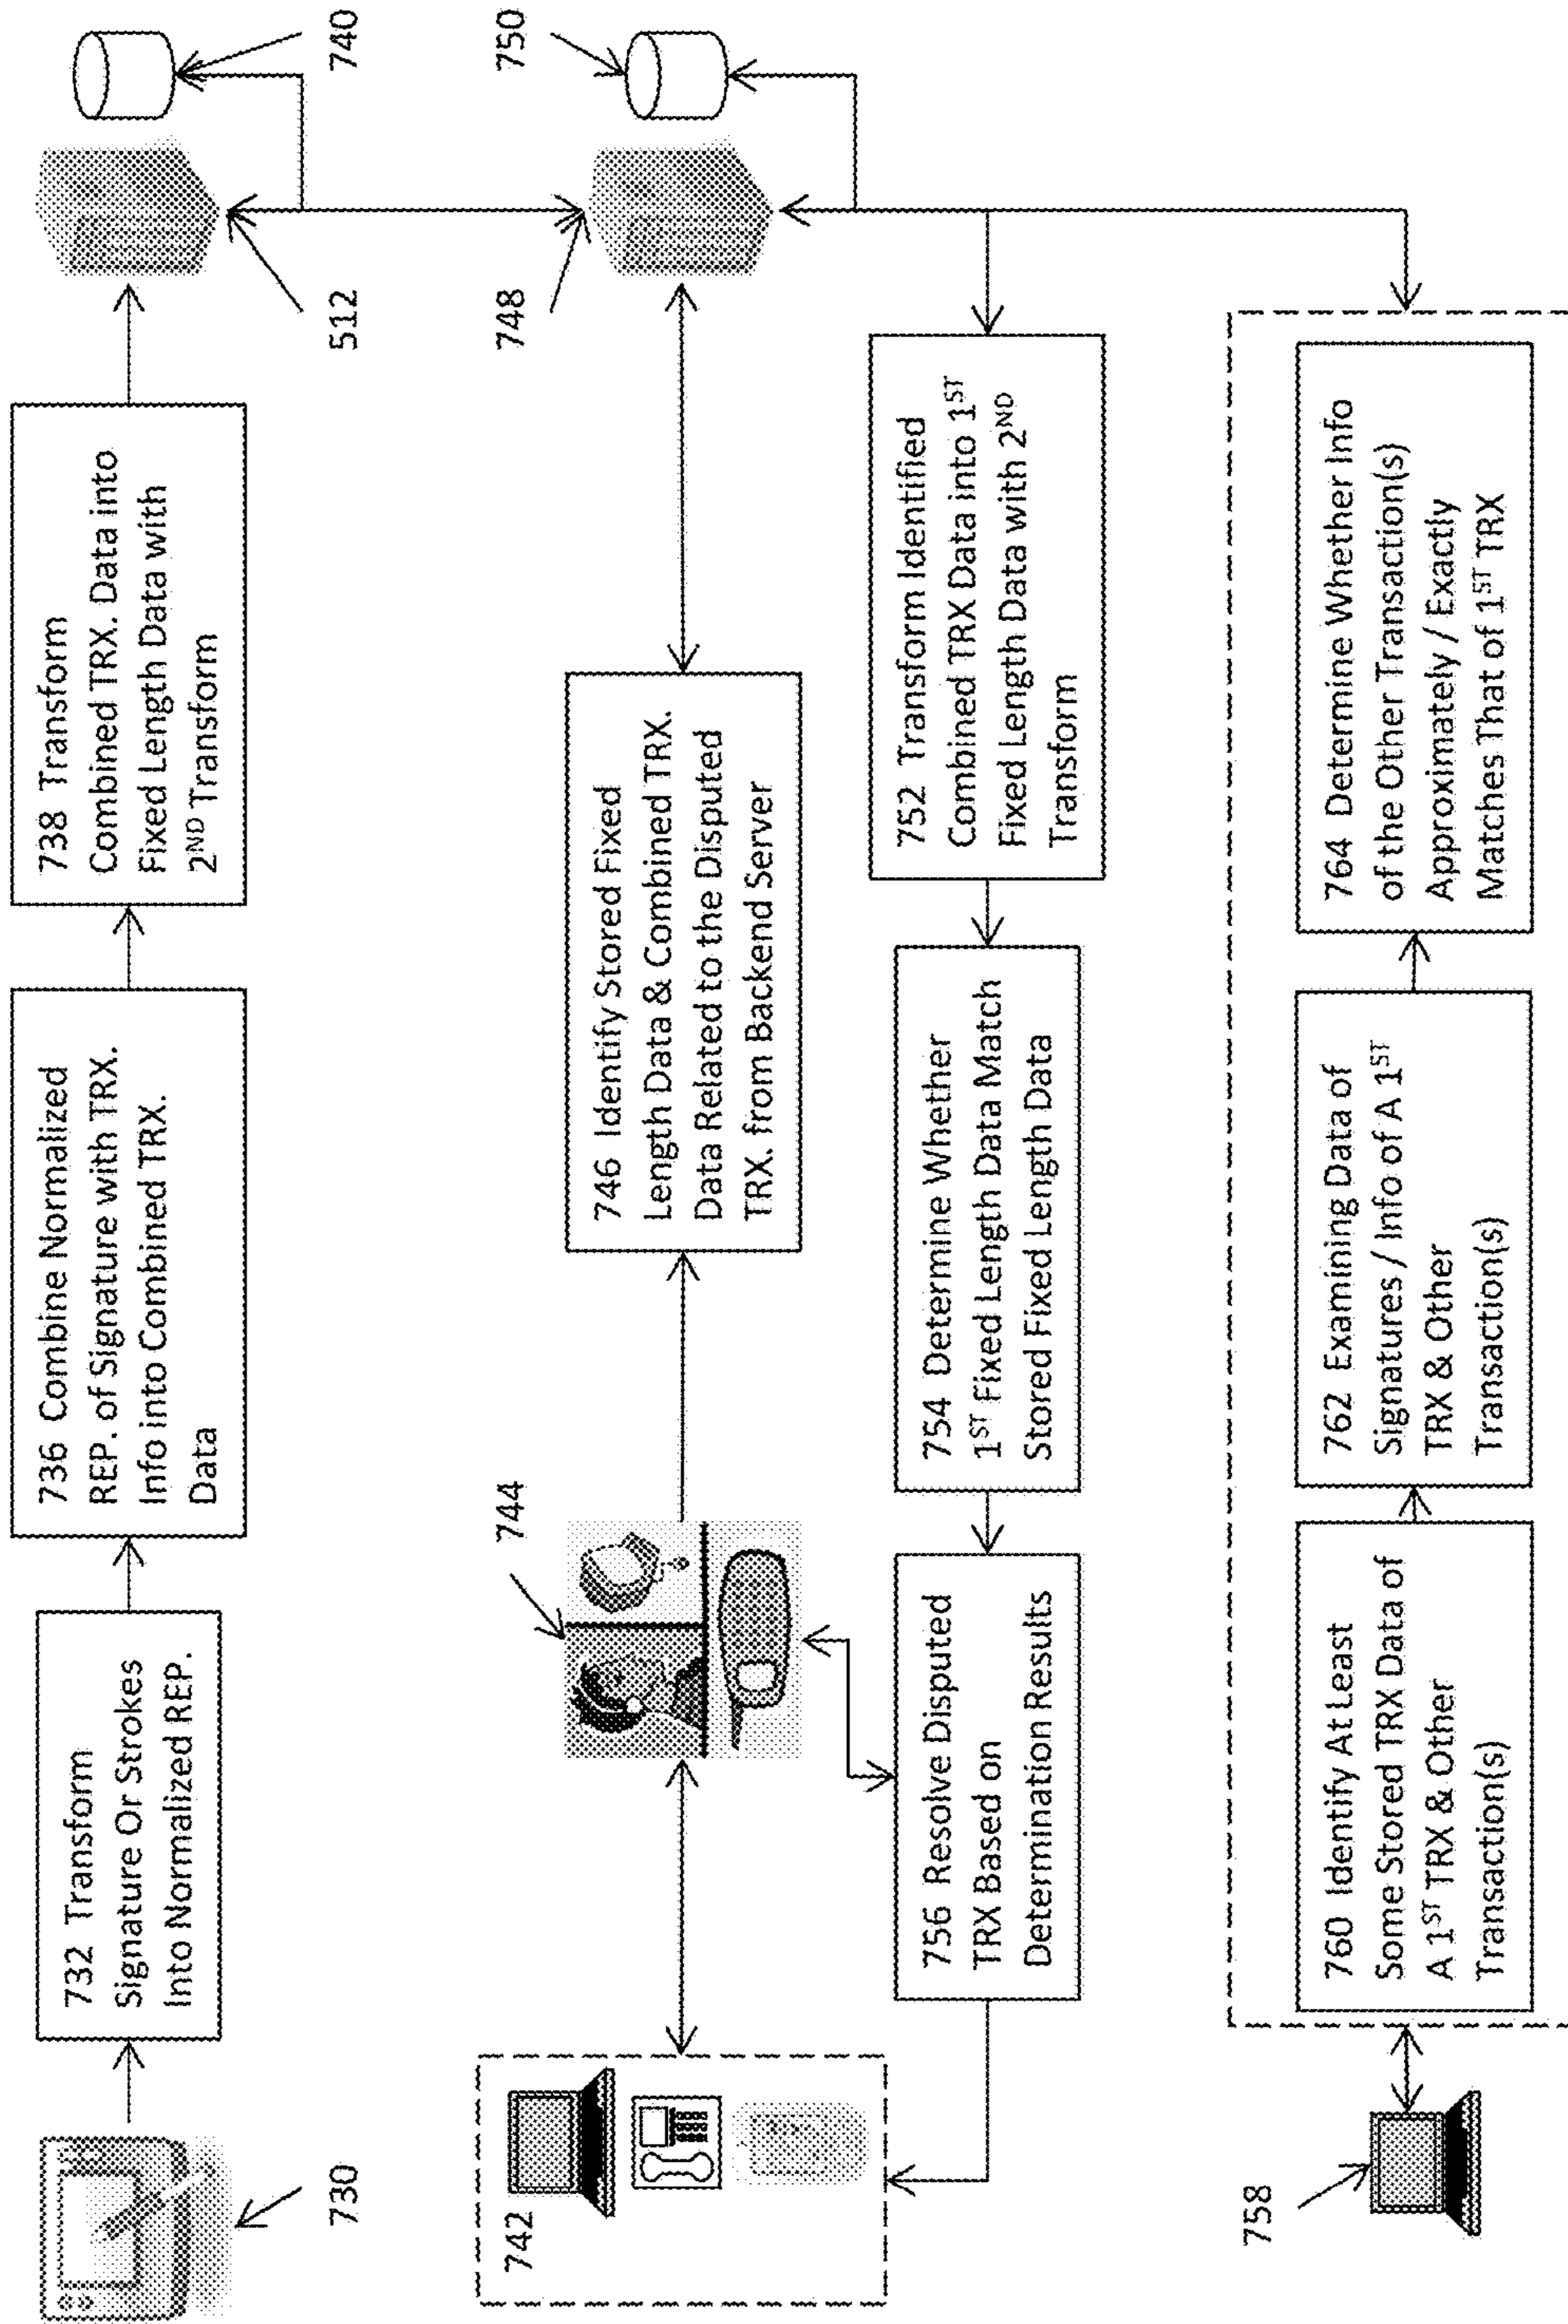 730
732 Transform
Signature Or Strokes
Into Normalized REP.
736 Combine Normalized
REP. of Signature with TRX.
Info into Combined TRX.
Data
738 Transform
Combined TRX. Data into
Fixed Length Data with
2ND Transform
512
740
742
744
746 Identify Stored Fixed
Length Data & Combined TRX.
Data Related to the Disputed
TRX. from Backend Server
748
750
756 Resolve Disputed
TRX Based on
Determination Results
754 Determine Whether
1ST Fixed Length Data Match
Stored Fixed Length Data
752 Transform Identified
Combined TRX Data into 1ST
Fixed Length Data with 2ND
Transform
758
760 Identify At Least
Some Stored TRX Data of
A 1ST TRX & Other
Transaction(s)
762 Examining Data of
Signatures / Info of A 1ST
TRX & Other
Transaction(s)
764 Determine Whether Info
of the Other Transaction(s)
Approximately / Exactly
Matches That of 1ST TRX